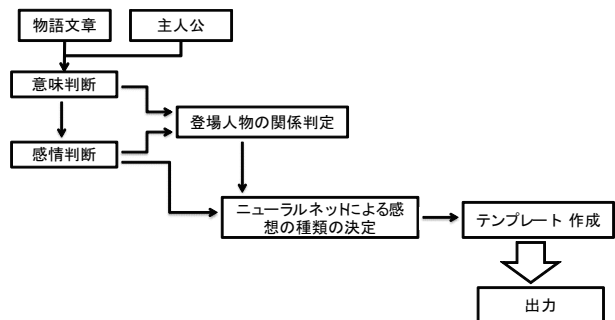 物語文章
主人公
意味判断
登場人物の関係判定
感情判断
ニューラルネットによる感
想の種類の決定
テンプレート 作成
出力